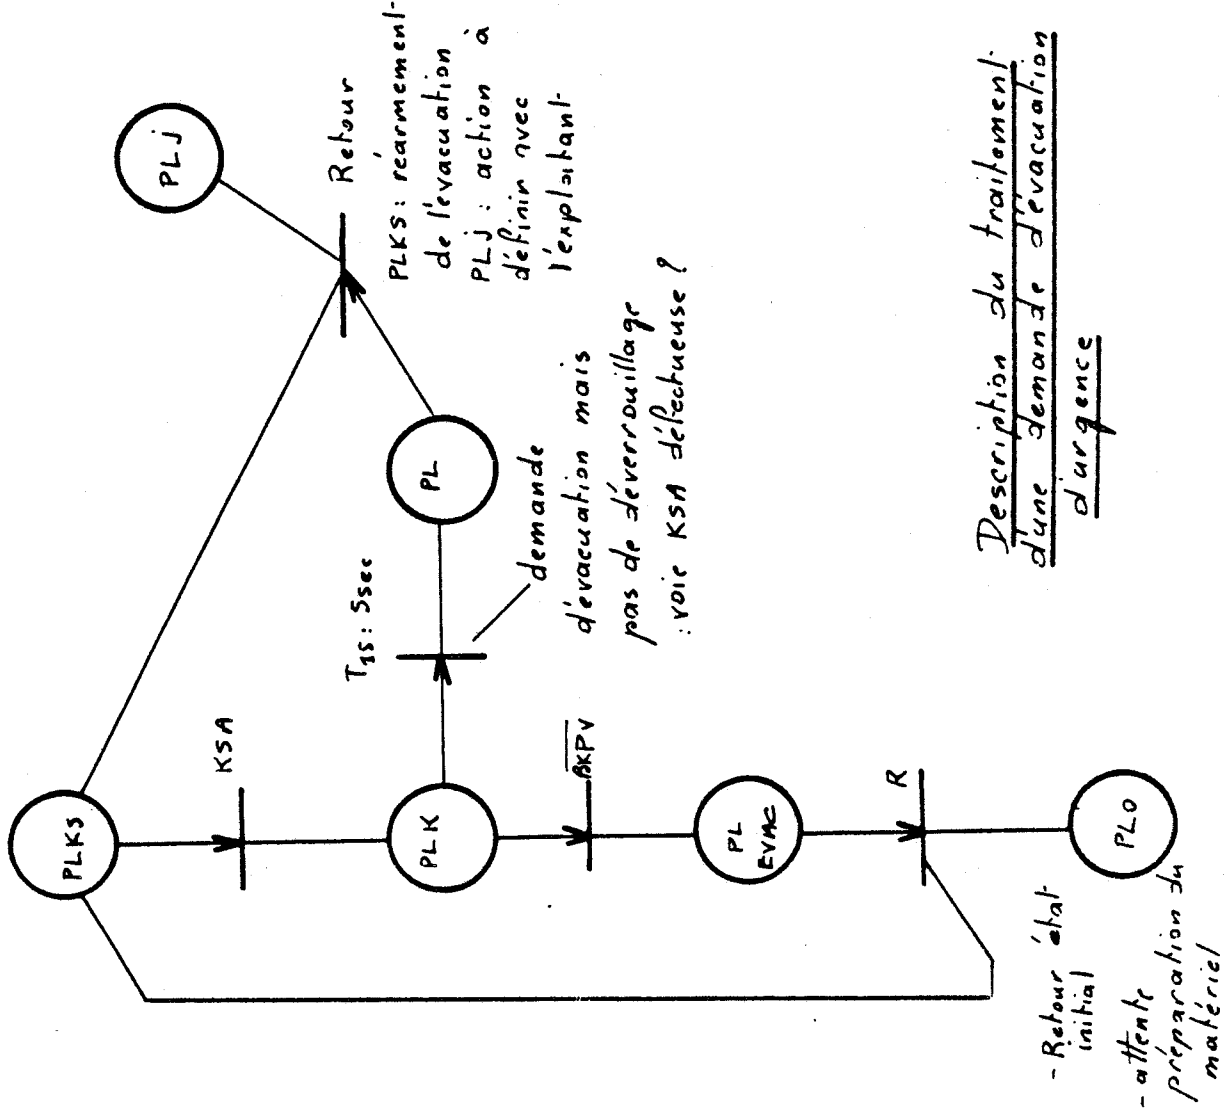 PLKS
KSA
PLK
T15 : 5sec
PL
demande
d'évacuation mais
pas de déverrouillage
: voie KSA défectueuse ?
Retour
PLj
PLKS : réarmement
de l'évacuation
PLj : action à
définir avec
l'exploitant
BKPV
PL
EVAC
R
PLO
- Retour état
initial
- attente
préparation du
matériel
Description du traitement
d'une demande d'évacuation
d'urgence